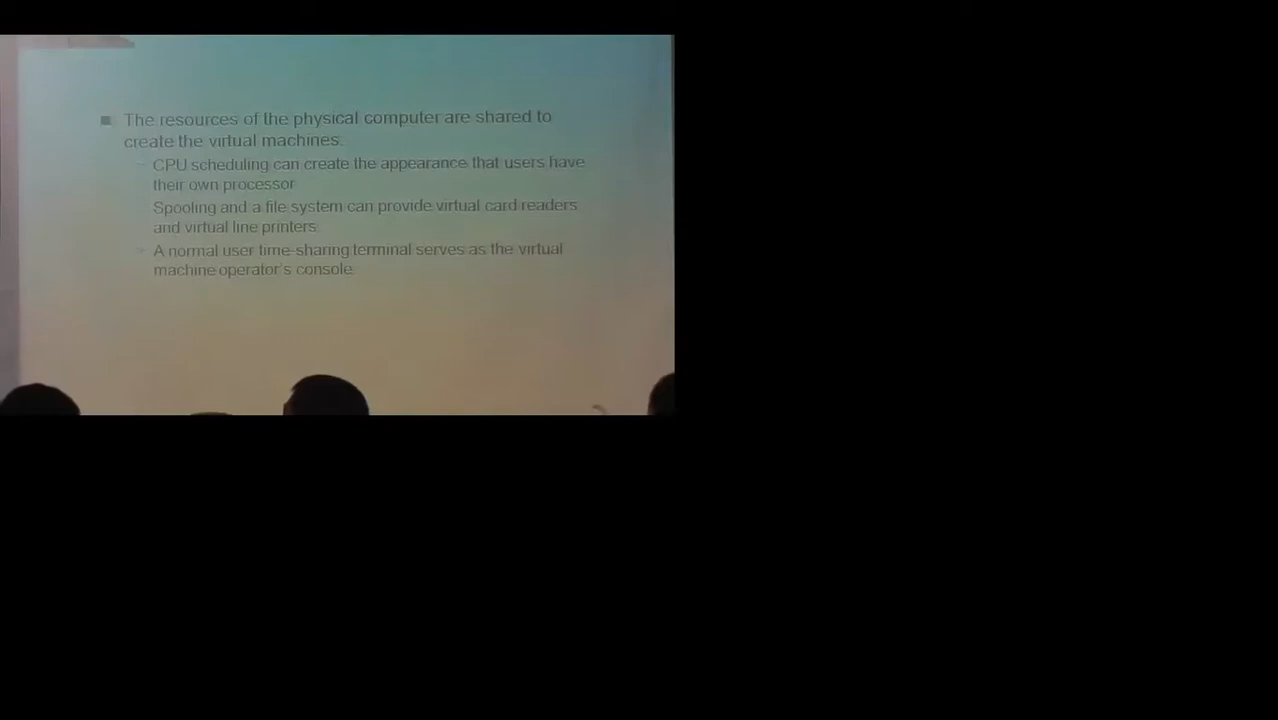 The resources of the physical computer are shared to
create the virtual machines.
CPU scheduling can create the appearance that users have
their own processor
Spooling and a file system can provide virtual card readers
and virtual line printers
A normal user time-sharing terminal serves as the virtual
machine operator's console